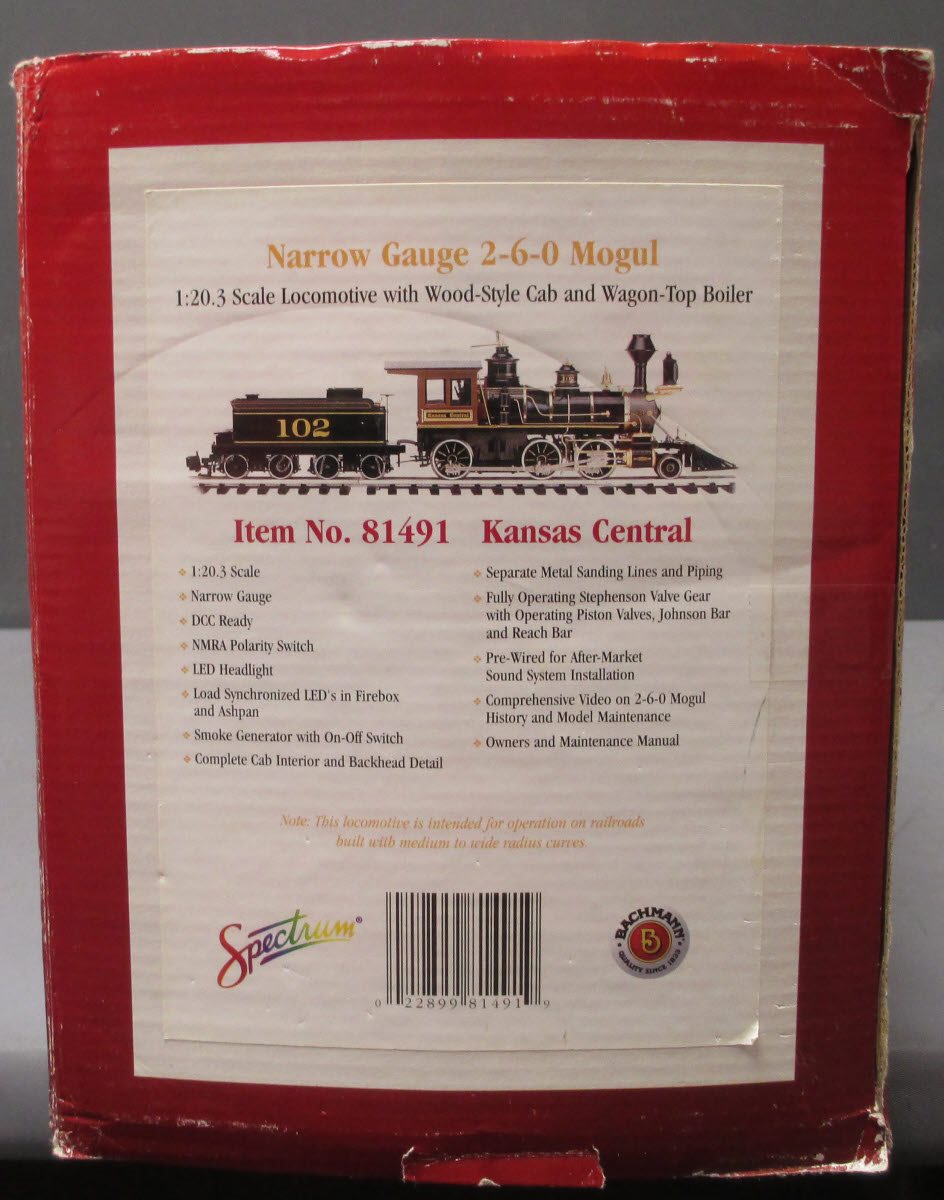 Narrow Gauge 2-6-0 Mogul
1:20.3 Scale Locomotive with Wood-Style Cab and Wagon-Top Boiler
102
Kansas Central
Item No. 81491 Kansas Central
❖ 1:20.3 Scale
❖ Narrow Gauge
❖ DCC Ready
❖ NMRA Polarity Switch
❖ LED Headlight
❖ Load Synchronized LED's in Firebox
and Ashpan
❖ Smoke Generator with On-Off Switch
❖ Complete Cab Interior and Backhead Detail
❖ Separate Metal Sanding Lines and Piping
❖ Fully Operating Stephenson Valve Gear
with Operating Piston Valves, Johnson Bar
and Reach Bar
❖ Pre-Wired for After-Market
Sound System Installation
❖ Comprehensive Video on 2-6-0 Mogul
History and Model Maintenance
❖ Owners and Maintenance Manual
Note: This locomotive is intended for operation on railroads
built with medium to wide radius curves.
Spectrum®
0 22899 81491 9
BACHMANN
B
QUALITY SINCE 1833